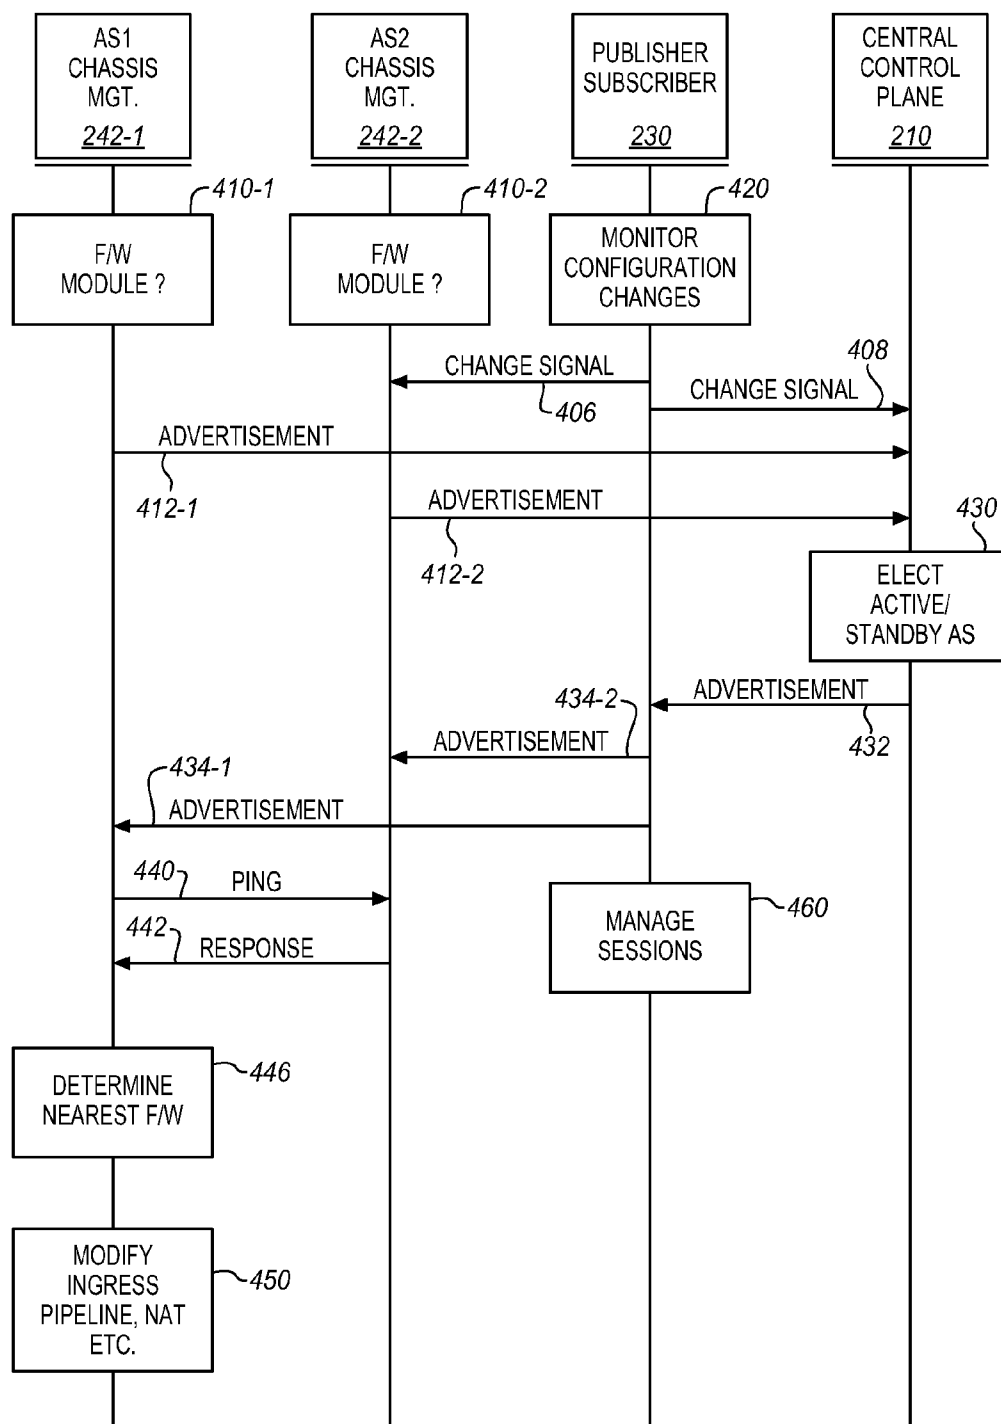 AS1
CHASSIS
MGT.
242-1
AS2
CHASSIS
MGT.
242-2
PUBLISHER
SUBSCRIBER
230
CENTRAL
CONTROL
PLANE
210
410-1
F/W
MODULE ?
410-2
F/W
MODULE ?
420
MONITOR
CONFIGURATION
CHANGES
CHANGE SIGNAL
406
408
CHANGE SIGNAL
ADVERTISEMENT
412-1
ADVERTISEMENT
412-2
430
ELECT
ACTIVE/
STANDBY AS
ADVERTISEMENT
432
434-2
ADVERTISEMENT
434-1
ADVERTISEMENT
440
PING
442
RESPONSE
MANAGE
SESSIONS
460
DETERMINE
NEAREST F/W
446
MODIFY
INGRESS
PIPELINE, NAT
ETC.
450